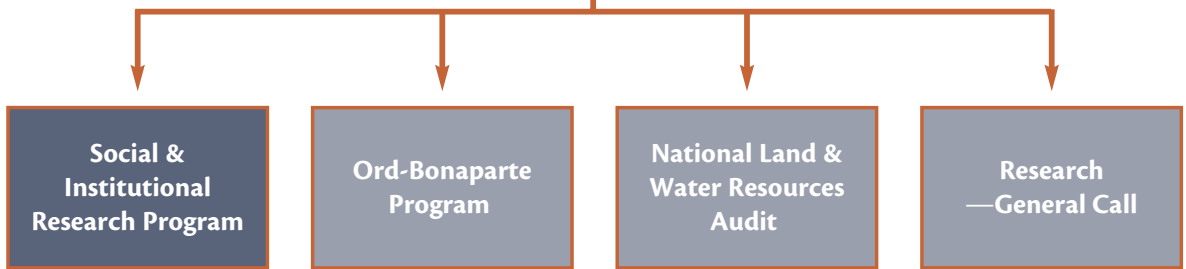 Social &
Institutional
Research Program
Ord-Bonaparte
Program
National Land &
Water Resources
Audit
Research
—General Call